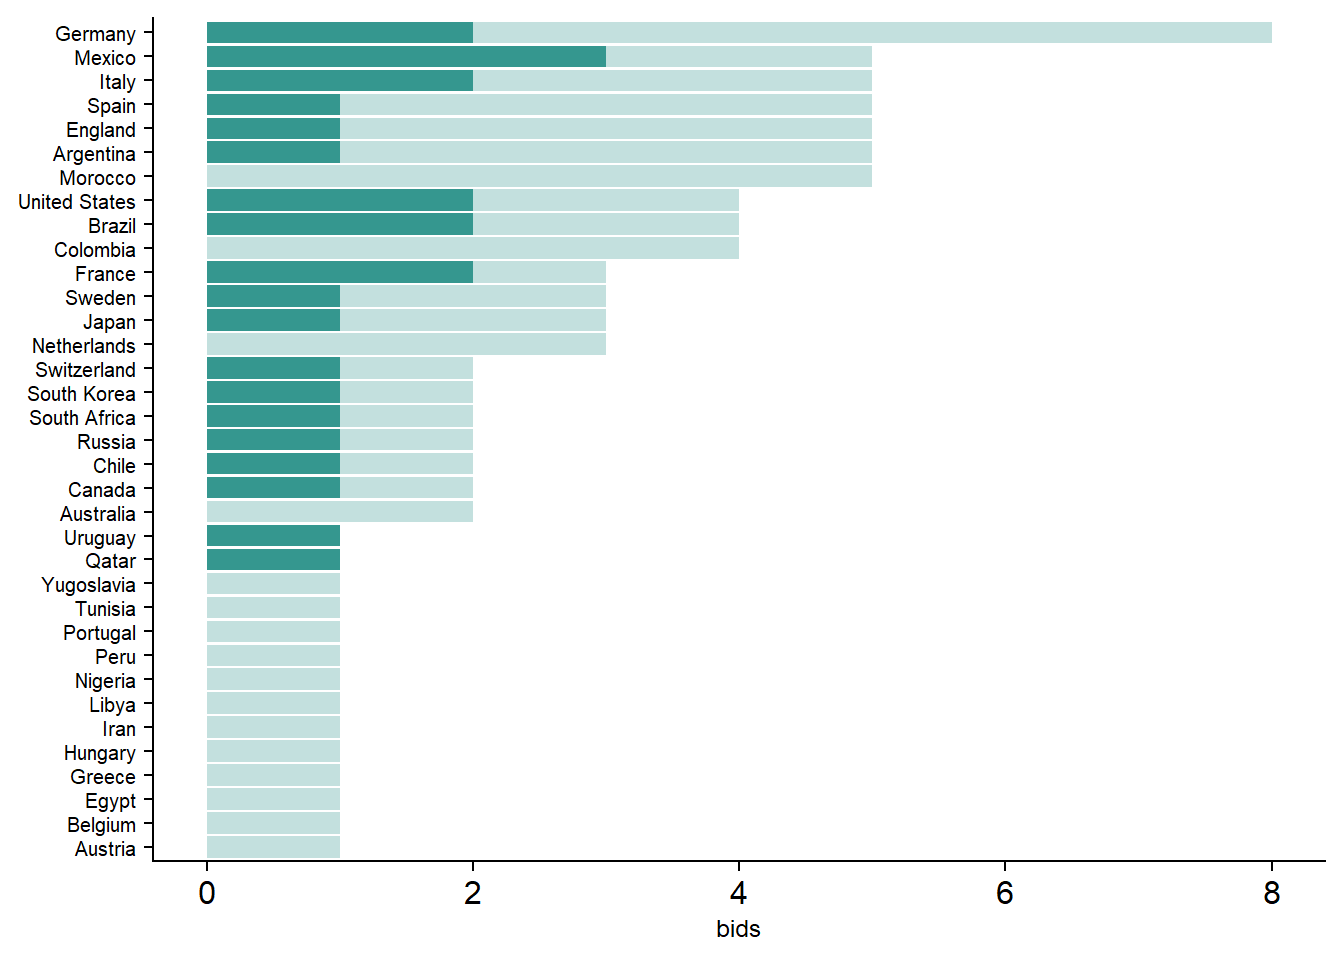 Germany
Mexico
Italy
Spain
England
Argentina
Morocco
United States
Brazil
Colombia
France
Sweden
Japan
Netherlands
Switzerland
South Korea
South Africa
Russia
Chile
Canada
Australia
Uruguay
Qatar
Yugoslavia
Tunisia
Portugal
Peru
Nigeria
Libya
Iran
Hungary
Greece
Egypt
Belgium
Austria
0 2 4 6 8
bids